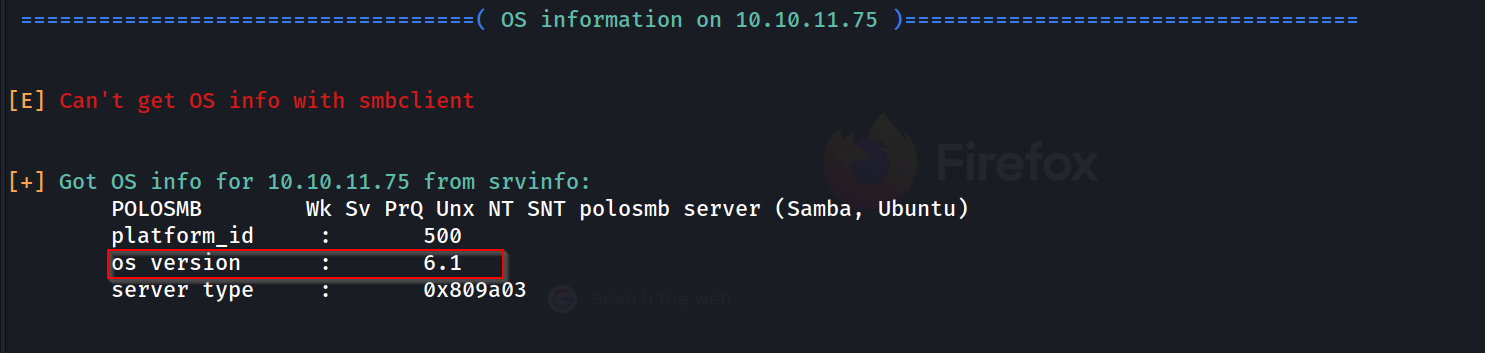 ===================================( OS information on 10.10.11.75 )===================================
[E] Can't get OS info with smbclient
Firefox
[+] Got OS info for 10.10.11.75 from srvinfo:
POLOSMB        Wk Sv PrQ Unx NT SNT polosmb server (Samba, Ubuntu)
platform_id     :       500
os version      :       6.1
server type     :       0x809a03
Search the web